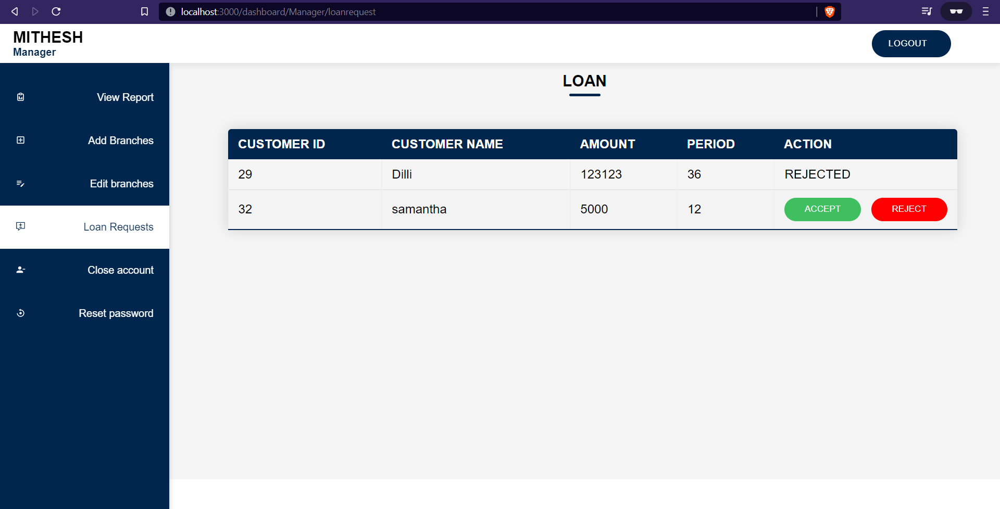 localhost:3000/dashboard/Manager/loanrequest
MITHESH
Manager
LOGOUT
View Report
Add Branches
Edit branches
Loan Requests
Close account
Reset password
LOAN
CUSTOMER ID CUSTOMER NAME AMOUNT PERIOD ACTION
29 Dilli 123123 36 REJECTED
32 samantha 5000 12 ACCEPT REJECT